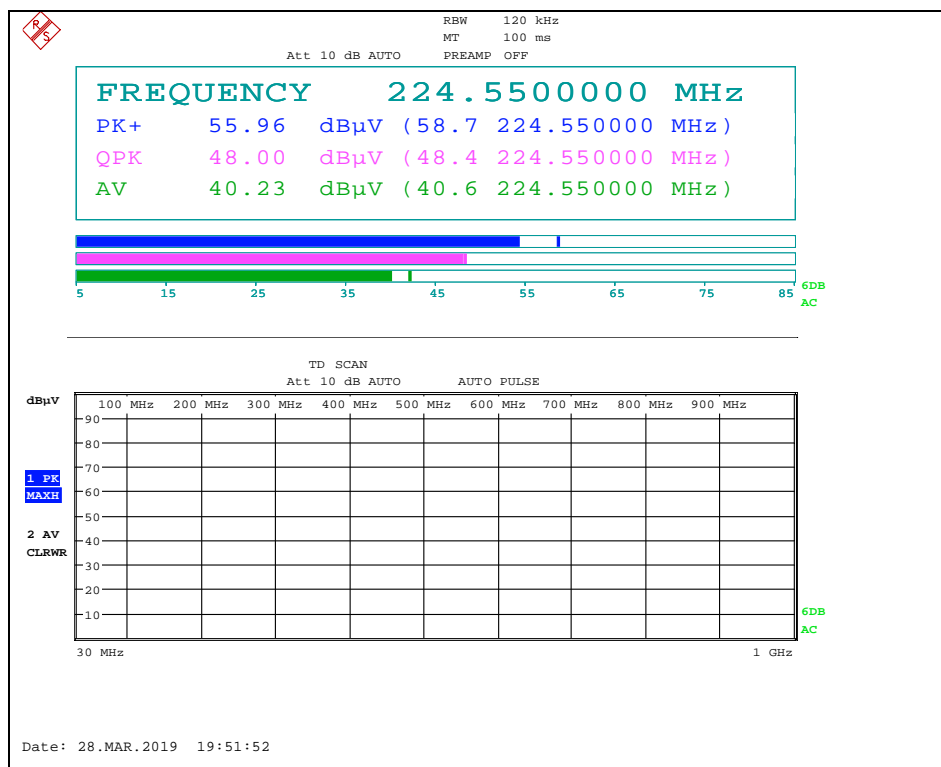 R S
RBW 120 kHz
MT 100 ms
Att 10 dB AUTO PREAMP OFF
FREQUENCY 224.5500000 MHz
PK+ 55.96 dBµV (58.7 224.550000 MHz)
QPK 48.00 dBµV (48.4 224.550000 MHz)
AV 40.23 dBµV (40.6 224.550000 MHz)
5 15 25 35 45 55 65 75 85
6DB
AC
TD SCAN
Att 10 dB AUTO AUTO PULSE
dBµV
100 MHz 200 MHz 300 MHz 400 MHz 500 MHz 600 MHz 700 MHz 800 MHz 900 MHz
90
80
70
1 PK
MAXH
60
50
2 AV
40
CLRWR
30
20
10
6DB
AC
30 MHz 1 GHz
Date: 28.MAR.2019 19:51:52